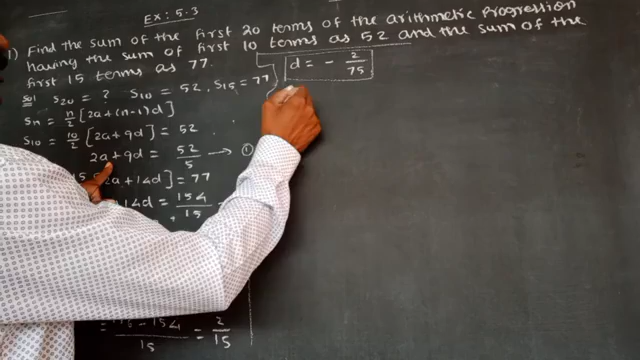 Ex: 5.3
1) Find the sum of the first 20 terms of the arithmetic progression
having the sum of first 10 terms as 52 and the sum of the
first 15 terms as 77.
Sol S20 = ? S10 = 52, S15 = 77
Sn = n/2 [2a + (n-1)d]
S10 = 10/2 [2a + 9d] = 52
2a + 9d = 52/5 → ①
2a + 14d] = 77
14d = 154/15
- 154/15 = 2/15
d = - 2/75